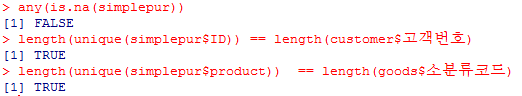 > any(is.na(simplepur))
[1] FALSE
> length(unique(simplepur$ID)) == length(customer$고객번호)
[1] TRUE
> length(unique(simplepur$product))  == length(goods$소분류코드)
[1] TRUE